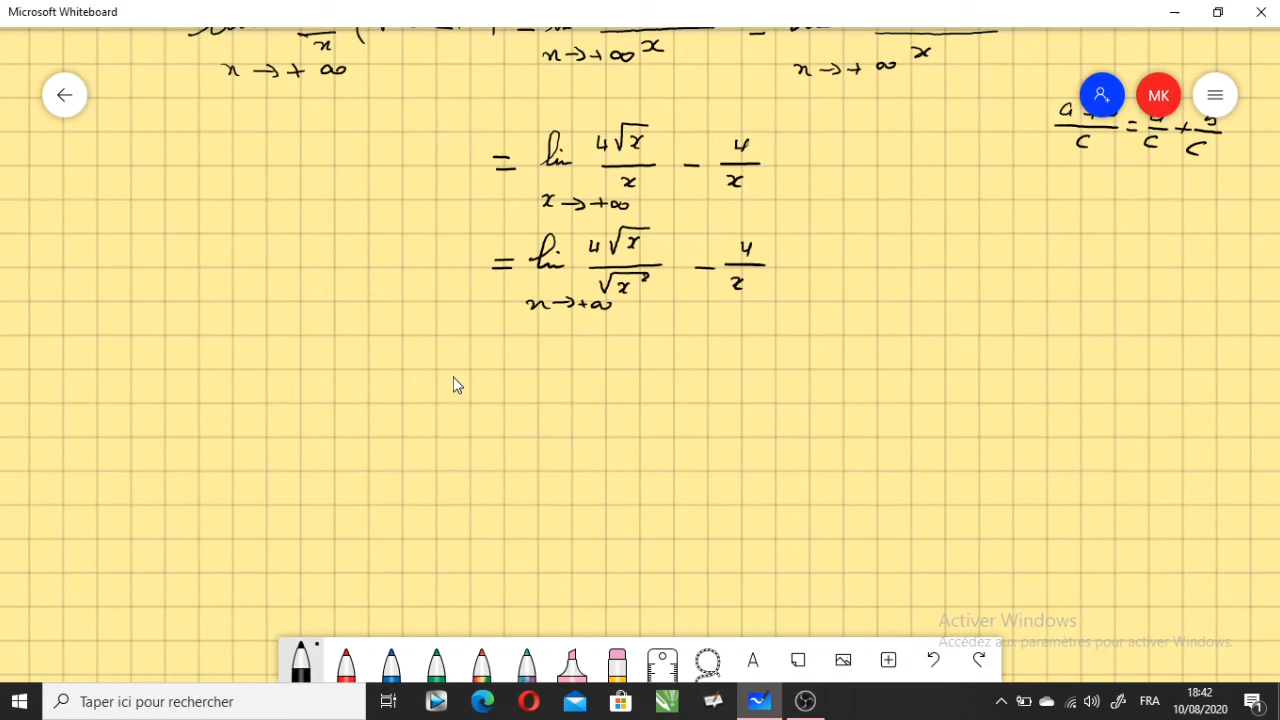 Microsoft Whiteboard
x → + ∞
x → + ∞ x
x → + ∞ x
MK
= lim 4√x / x − 4 / x
x → +∞
= lim 4√x / √x² − 4 / x
x → +∞
c = c + c
Activer Windows
Accédez aux paramètres pour activer Windows.
A
Taper ici pour rechercher
FRA
18:42
10/08/2020
1